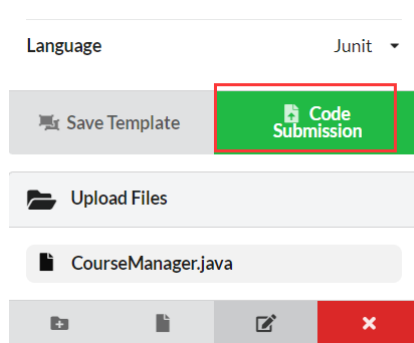 Language Junit
Save Template
Code
Submission
Upload Files
CourseManager.java